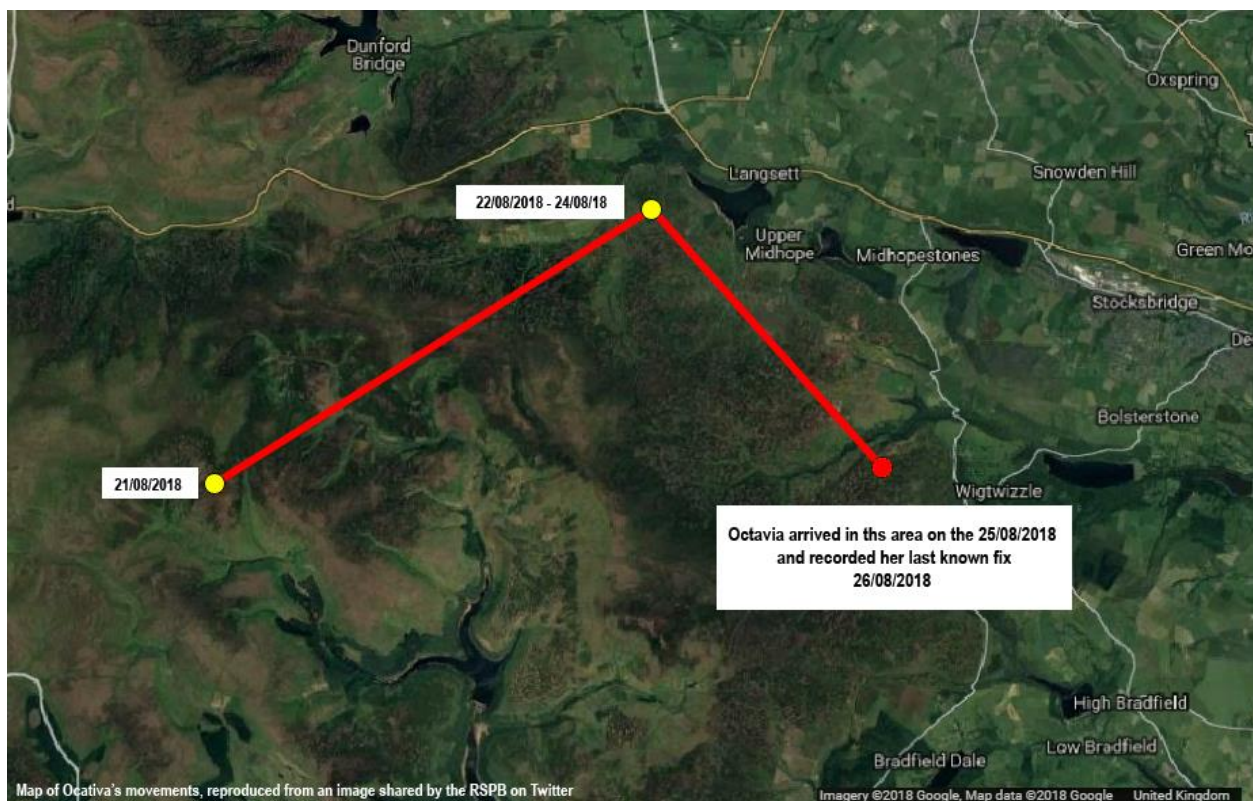 Dunford
Bridge
Oxspring
Langsett
Snowden Hill
22/08/2018 - 24/08/18
Upper
Midhope
Midhopestones
Green Mo
Stocksbridge
De
Bolsterstone
21/08/2018
Wigtwizzle
Octavia arrived in ths area on the 25/08/2018
and recorded her last known fix
26/08/2018
High Bradfield
Low Bradfield
Bradfield Dale
Map of Ocativa's movements, reproduced from an image shared by the RSPB on Twitter
Imagery ©2018 Google, Map data ©2018 Google United Kingdom